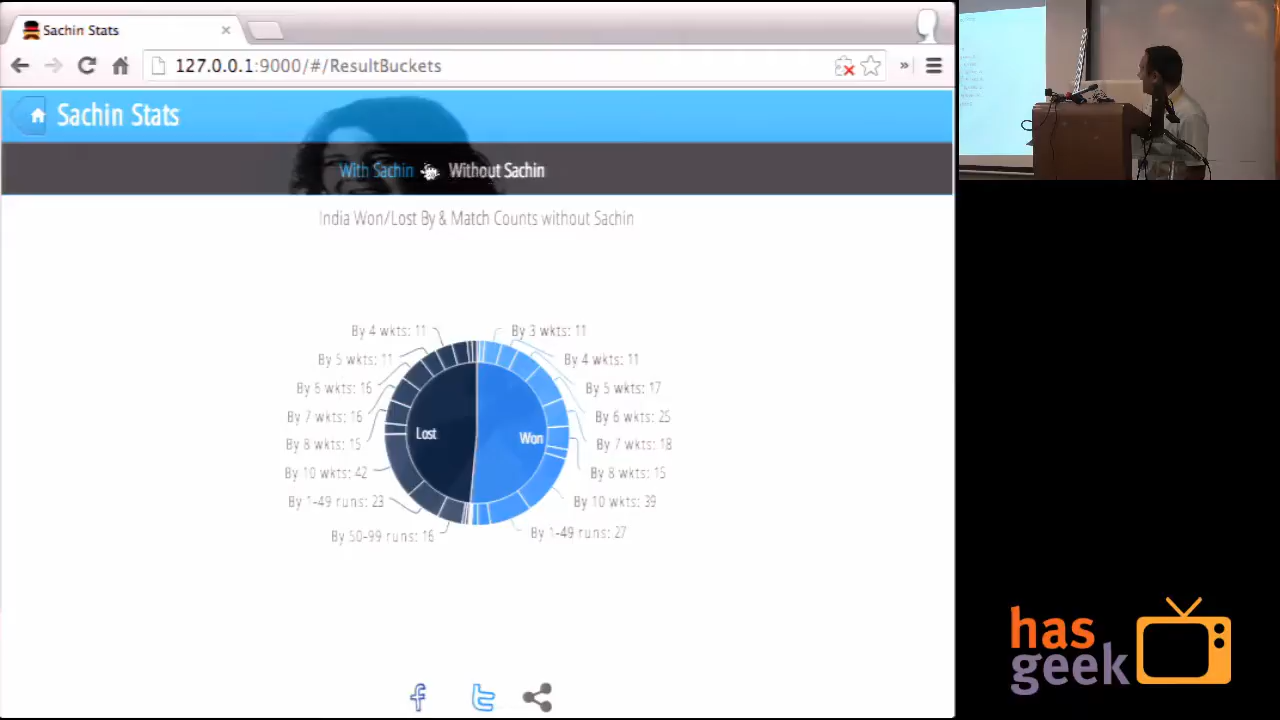 Sachin Stats
127.0.0.1:9000/#/ResultBuckets
Sachin Stats
With Sachin Without Sachin
India Won/Lost By & Match Counts without Sachin
By 4 wkts: 11
By 5 wkts: 11
By 6 wkts: 16
By 7 wkts: 16
By 8 wkts: 15
By 10 wkts: 42
By 1-49 runs: 23
By 50-99 runs: 16
Lost
Won
By 3 wkts: 11
By 4 wkts: 11
By 5 wkts: 17
By 6 wkts: 25
By 7 wkts: 18
By 8 wkts: 15
By 10 wkts: 39
By 1-49 runs: 27
has
geek